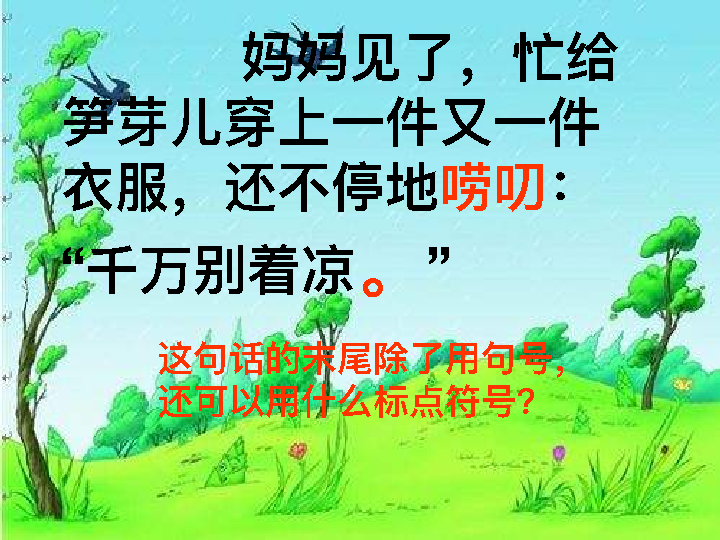 妈妈见了，忙给
笋芽儿穿上一件又一件
衣服，还不停地唠叨：
“千万别着凉。”
这句话的末尾除了用句号，
还可以用什么标点符号？